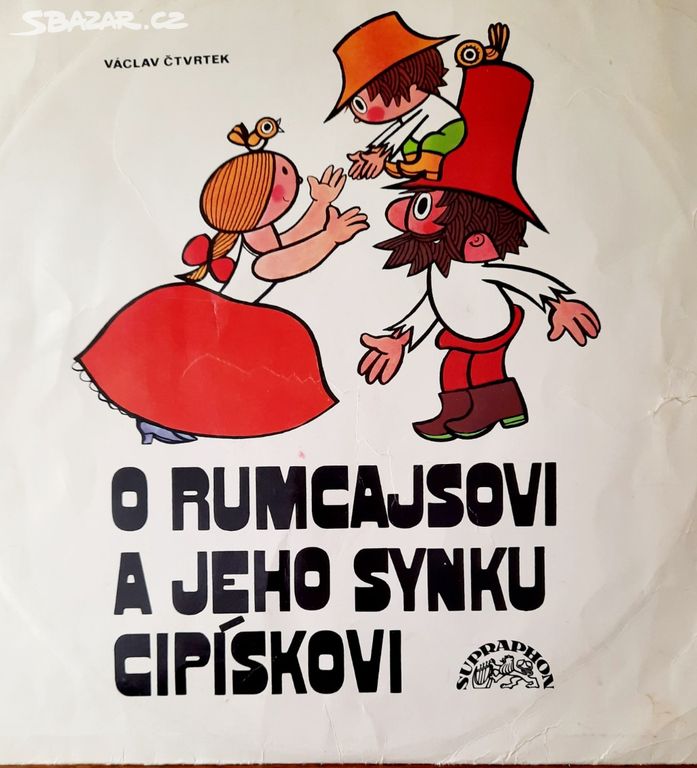 SBAZAR.CZ
VÁCLAV ČTVRTEK
O RUMCAJSOVI
A JEHO SYNKU
CIPÍSKOVI
SUPRAPHON